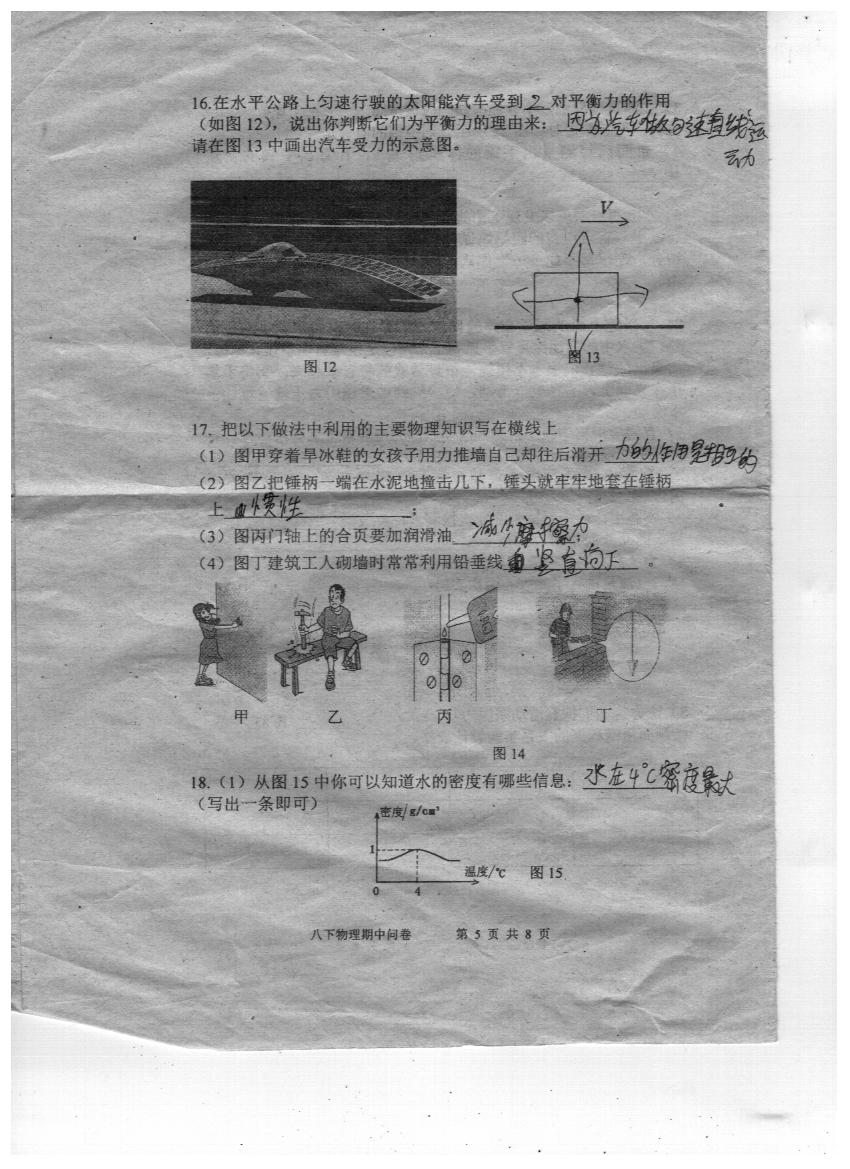 16.在水平公路上匀速行驶的太阳能汽车受到 2 对平衡力的作用
（如图12），说出你判断它们为平衡力的理由来： 因为汽车做匀速直线运
动
请在图13中画出汽车受力的示意图。
V
图12
图13
17. 把以下做法中利用的主要物理知识写在横线上
（1）图甲穿着旱冰鞋的女孩子用力推墙自己却往后滑开 力的作用是相互的
（2）图乙把锤柄一端在水泥地撞击几下，锤头就牢牢地套在锤柄
上 惯性 ；
（3）图丙门轴上的合页要加润滑油 减小摩擦力；
（4）图丁建筑工人砌墙时常常利用铅垂线 竖直向下 。
甲 乙 丙 丁
图14
18.（1）从图15中你可以知道水的密度有哪些信息： 水在4℃密度最大
（写出一条即可）
密度/g/cm³
1
温度/℃ 图15
0 4
八下物理期中问卷 第 5 页 共 8 页